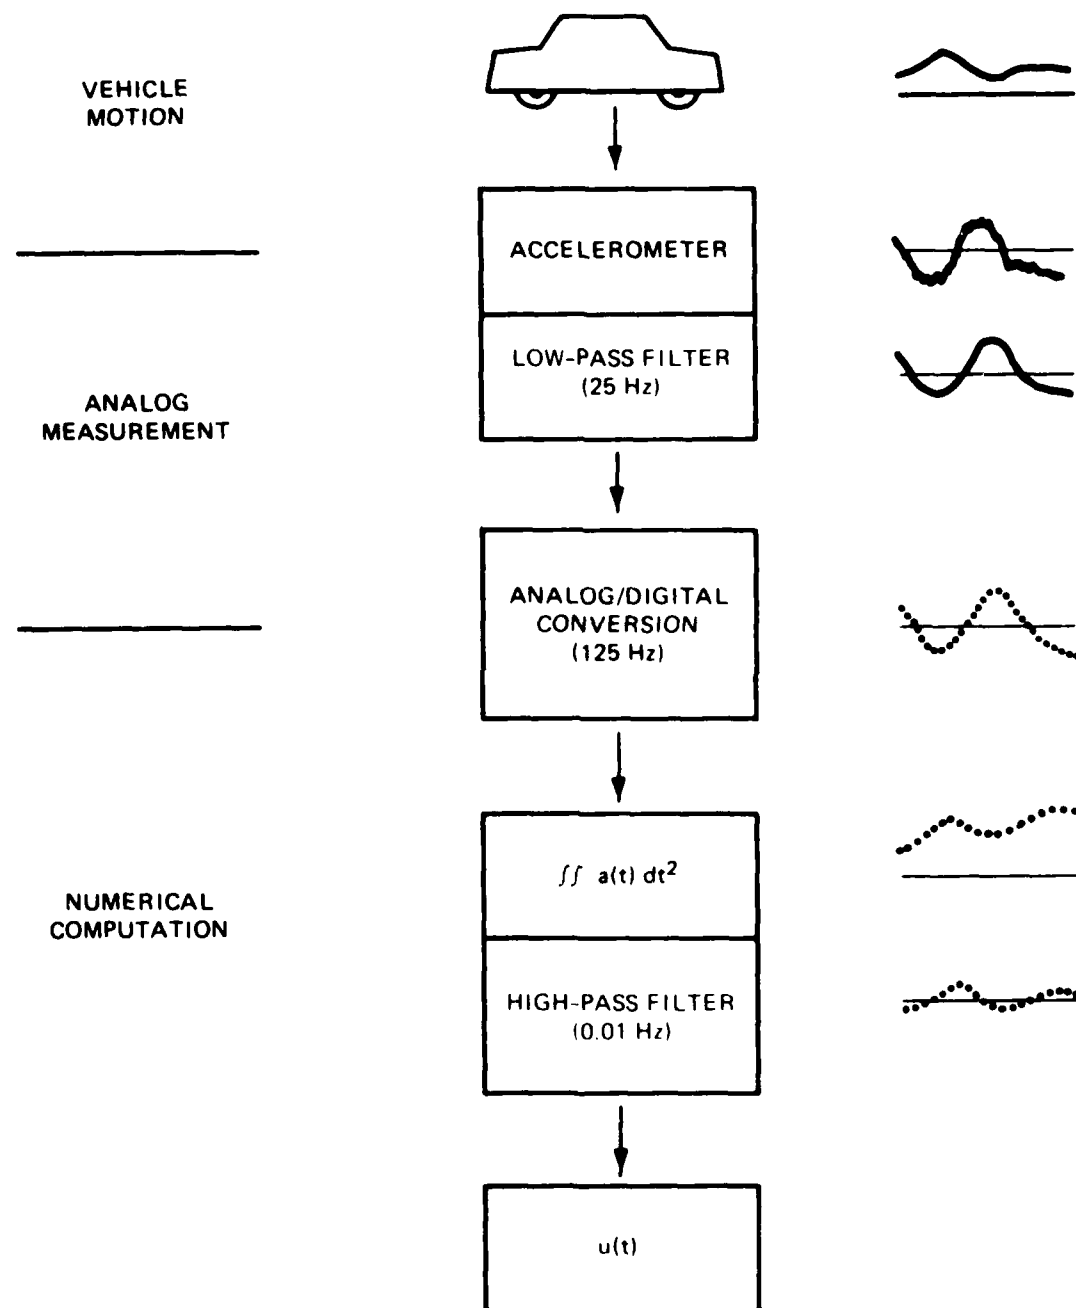 VEHICLE
MOTION
ACCELEROMETER
LOW-PASS FILTER
(25 Hz)
ANALOG
MEASUREMENT
ANALOG/DIGITAL
CONVERSION
(125 Hz)
∫∫ a(t) dt²
NUMERICAL
COMPUTATION
HIGH-PASS FILTER
(0.01 Hz)
u(t)